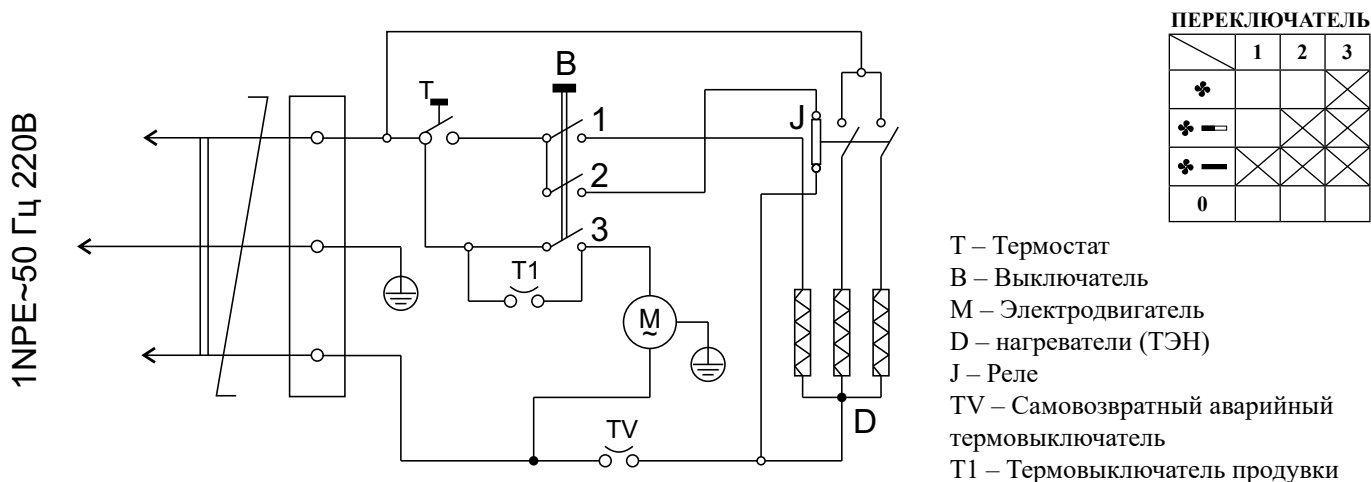 1NPE~50 Гц 220В
T
B
1
2
3
T1
M
~
TV
J
D
ПЕРЕКЛЮЧАТЕЛЬ
1 2 3
0
T – Термостат
В – Выключатель
М – Электродвигатель
D – нагреватели (ТЭН)
J – Реле
TV – Самовозвратный аварийный
термовыключатель
T1 – Термовыключатель продувки